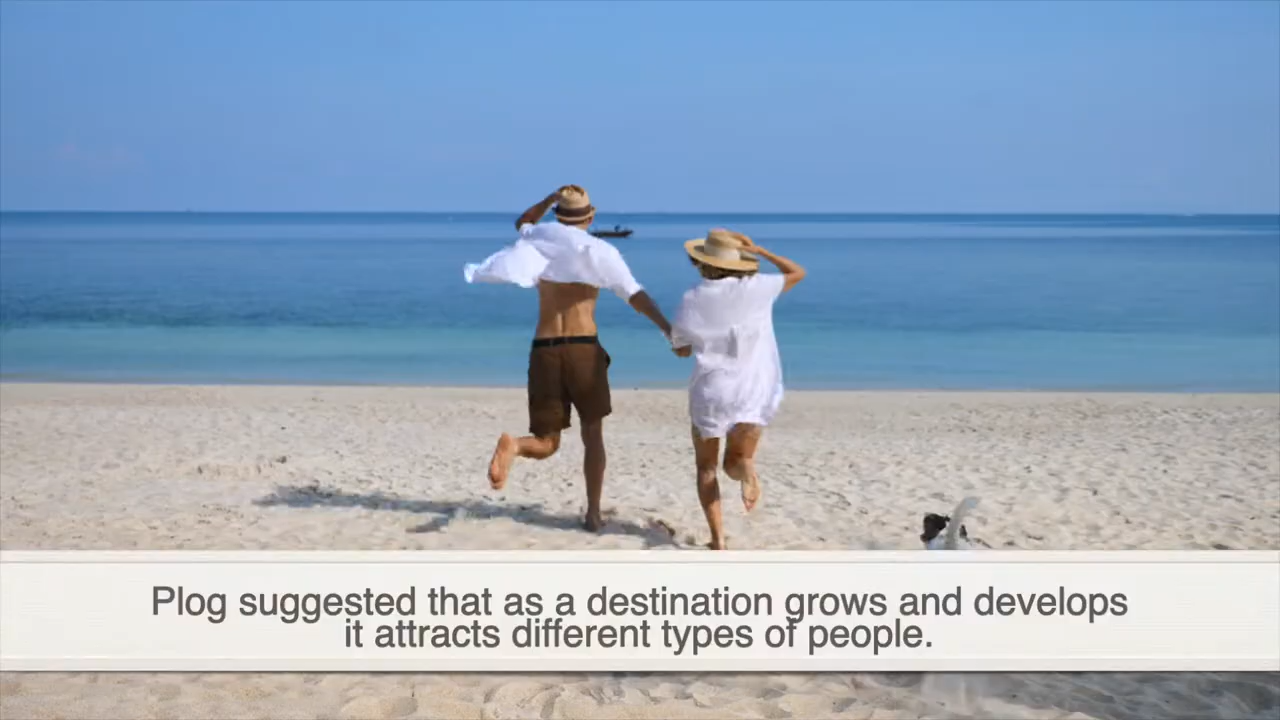 Plog suggested that as a destination grows and develops
it attracts different types of people.